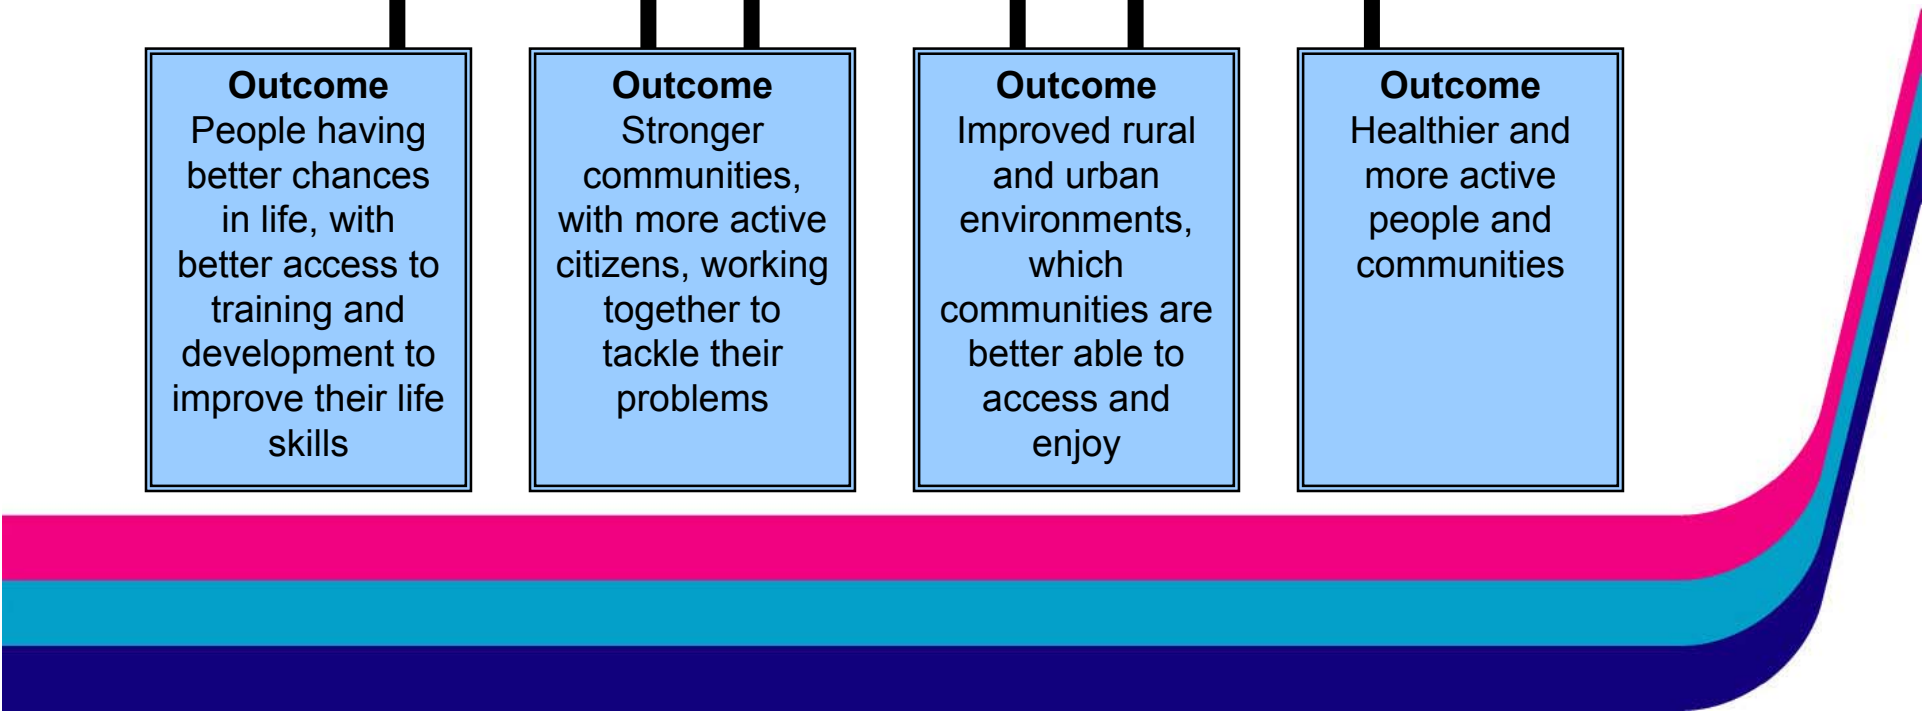 Outcome
People having
better chances
in life, with
better access to
training and
development to
improve their life
skills
Outcome
Stronger
communities,
with more active
citizens, working
together to
tackle their
problems
Outcome
Improved rural
and urban
environments,
which
communities are
better able to
access and
enjoy
Outcome
Healthier and
more active
people and
communities